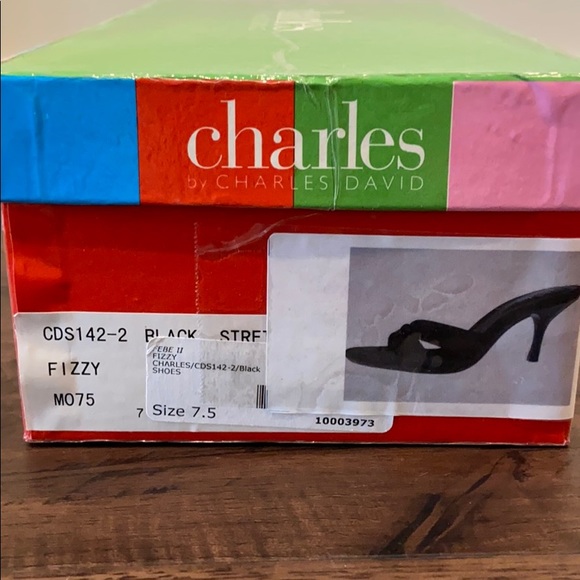 charles
by CHARLES DAVID
CDS142-2 BLACK
FIZZY
M075
7
FIZZY
CHARLES/CDS142-2/Black
SHOES
Size 7.5
10003973